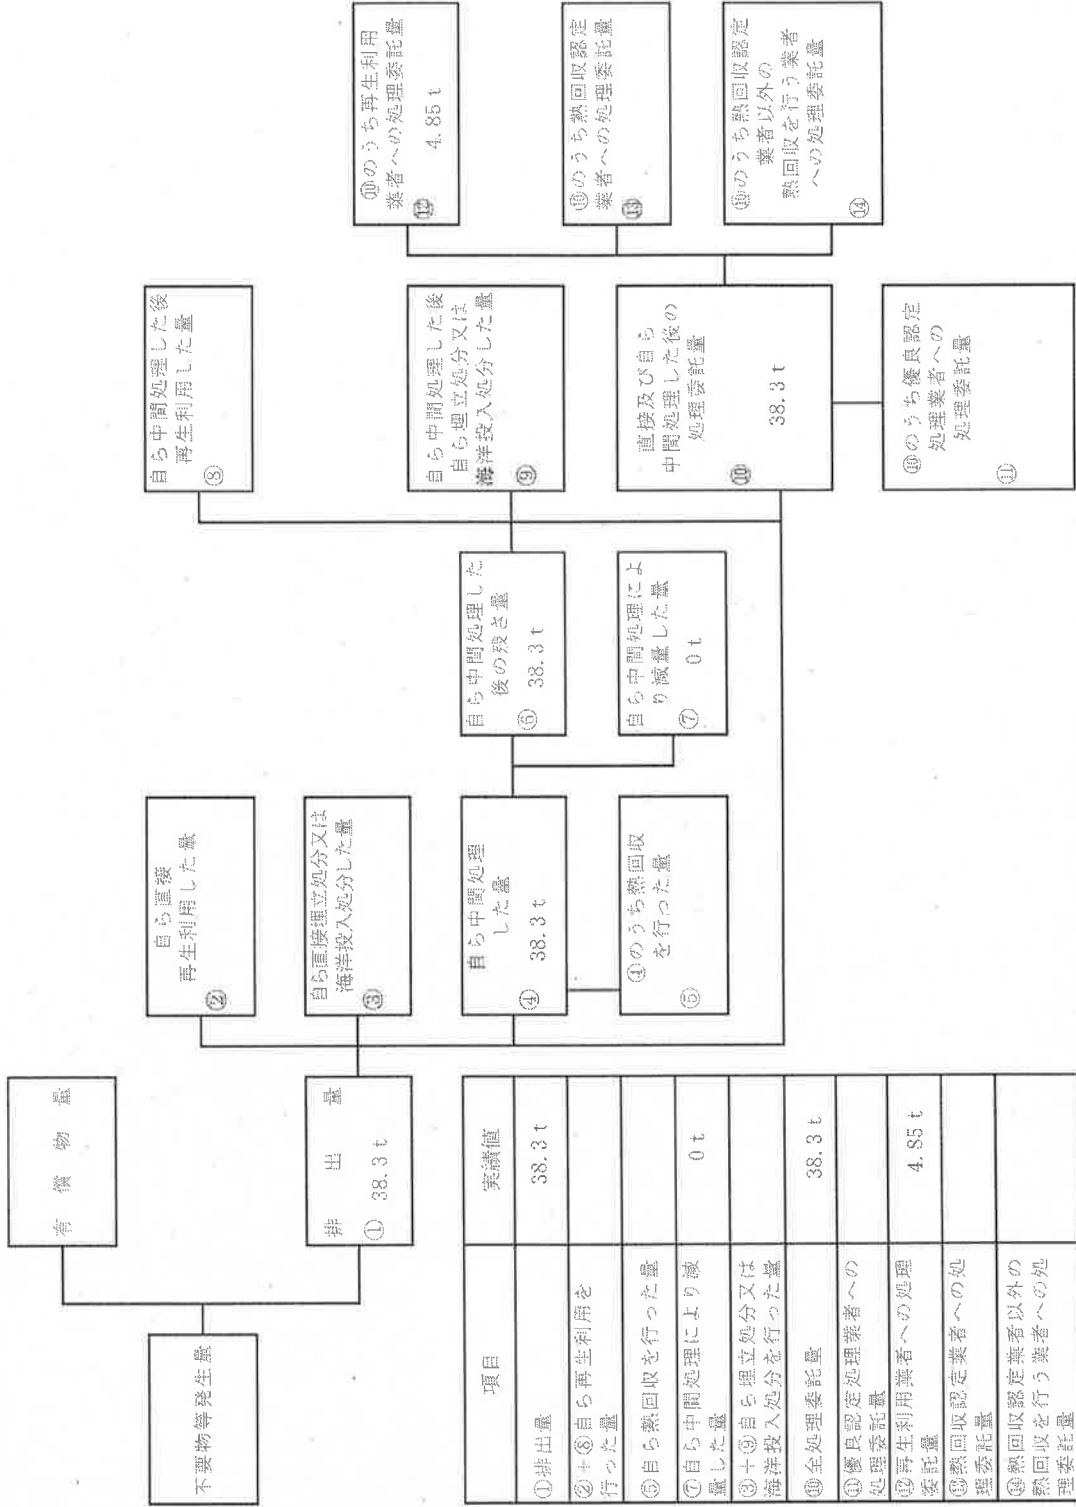 不要物等発生量
有償物量
排出量
① 38.3 t
自ら直接
再生利用した量
②
自ら直接埋立処分又は
海洋投入処分した量
③
自ら中間処理
した量
④ 38.3 t
④のうち熱回収
を行った量
⑤
自ら中間処理した
後の残さ量
⑥ 38.3 t
自ら中間処理によ
り減量した量
⑦ 0 t
自ら中間処理した後
再生利用した量
⑧
自ら中間処理した後
自ら埋立処分又は
海洋投入処分した量
⑨
直接及び自ら
中間処理した後の
処理委託量
⑩ 38.3 t
⑩のうち優良認定
処理業者への
処理委託量
⑪
⑩のうち再生利用
業者への処理委託量
⑫ 4.85 t
⑩のうち熱回収認定
業者への処理委託量
⑬
⑩のうち熱回収認定
業者以外の
熱回収を行う業者
への処理委託量
⑭
項目 実績値
①排出量 38.3 t
②+⑧自ら再生利用を
行った量
⑤自ら熱回収を行った量
⑦自ら中間処理により減
量した量 0 t
③+⑨自ら埋立処分又は
海洋投入処分を行った量
⑩全処理委託量 38.3 t
⑪優良認定処理業者への
処理委託量
⑫再生利用業者への処理
委託量 4.85 t
⑬熱回収認定業者への処
理委託量
⑭熱回収認定業者以外の
熱回収を行う業者への処
理委託量